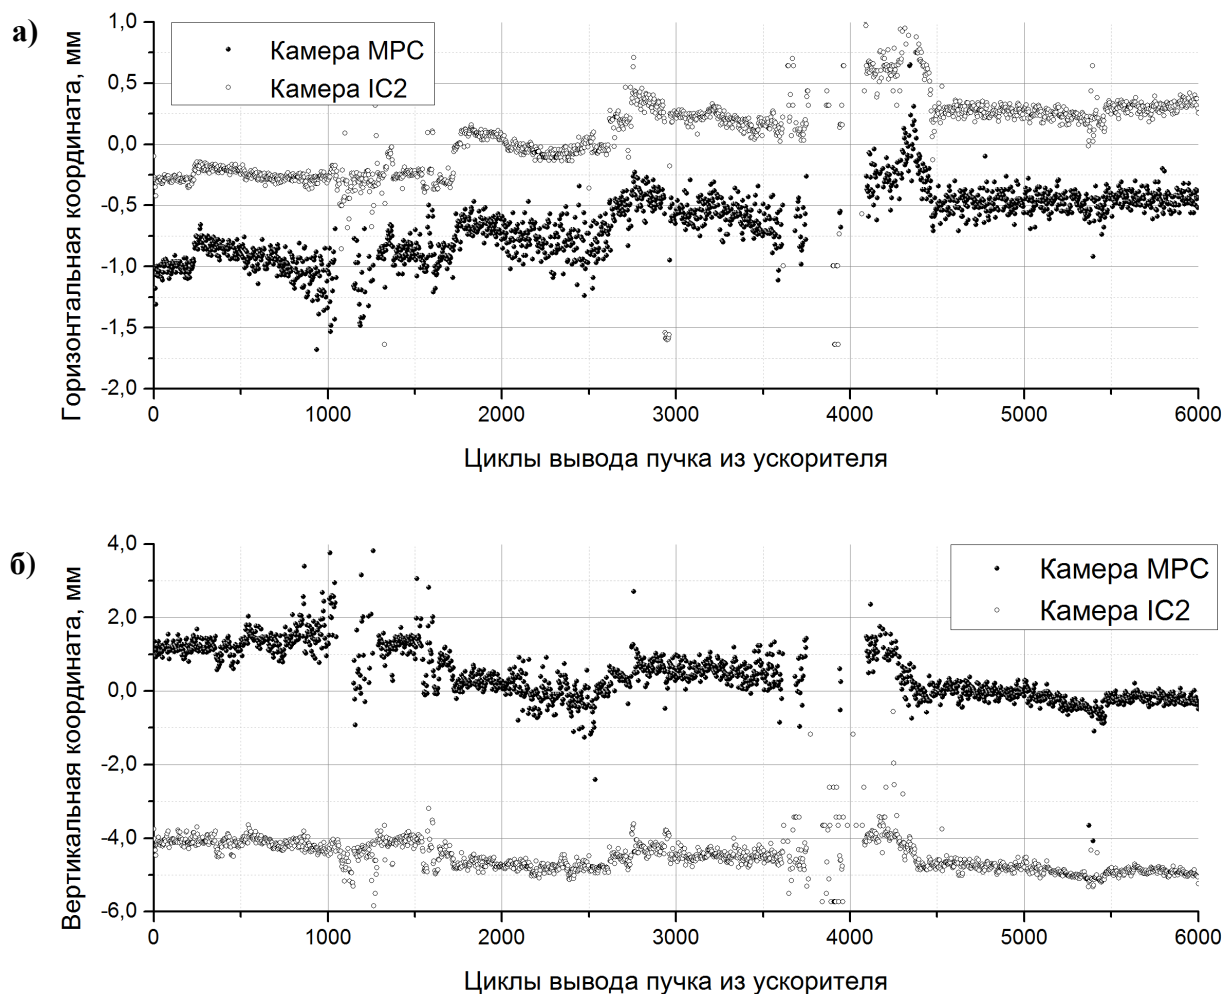 а)
Горизонтальная координата, мм
1,0
0,5
0,0
-0,5
-1,0
-1,5
-2,0
Камера MPC
Камера IC2
0 1000 2000 3000 4000 5000 6000
Циклы вывода пучка из ускорителя
б)
Вертикальная координата, мм
4,0
2,0
0,0
-2,0
-4,0
-6,0
Камера MPC
Камера IC2
0 1000 2000 3000 4000 5000 6000
Циклы вывода пучка из ускорителя